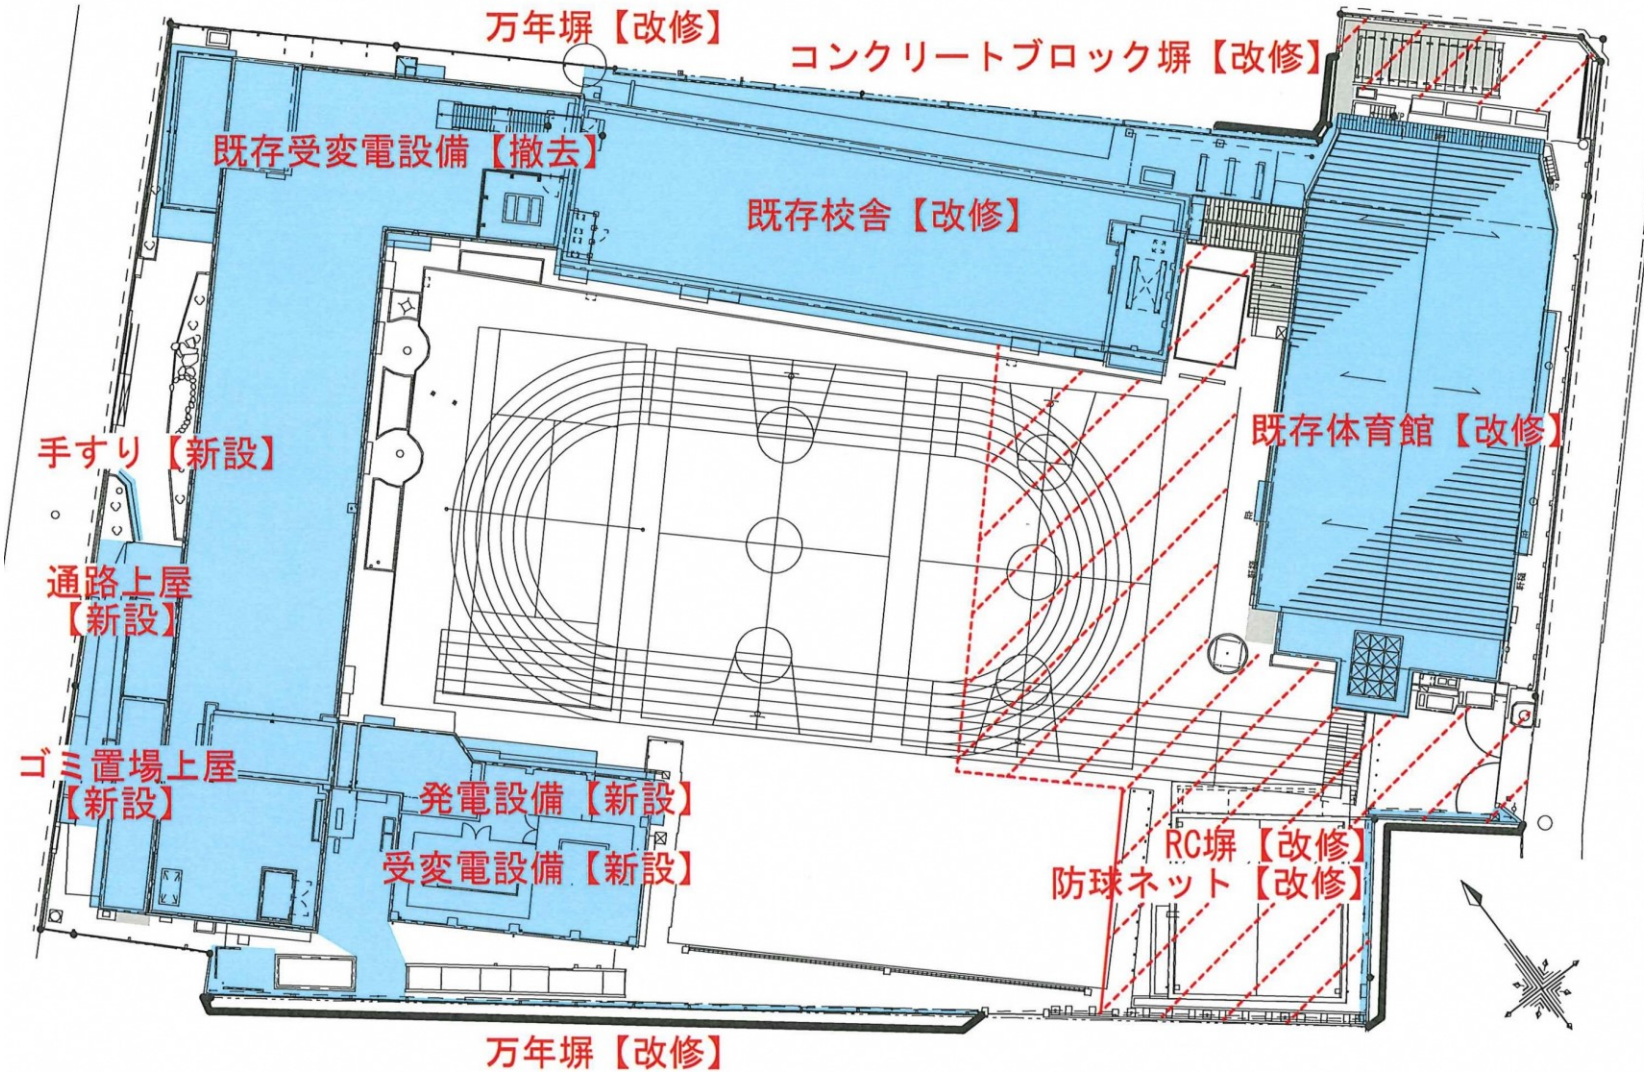 万年塀【改修】
コンクリートブロック塀【改修】
既存受変電設備【撤去】
既存校舎【改修】
既存体育館【改修】
手すり【新設】
通路上屋
【新設】
ゴミ置場上屋
【新設】
発電設備【新設】
受変電設備【新設】
RC塀【改修】
防球ネット【改修】
万年塀【改修】